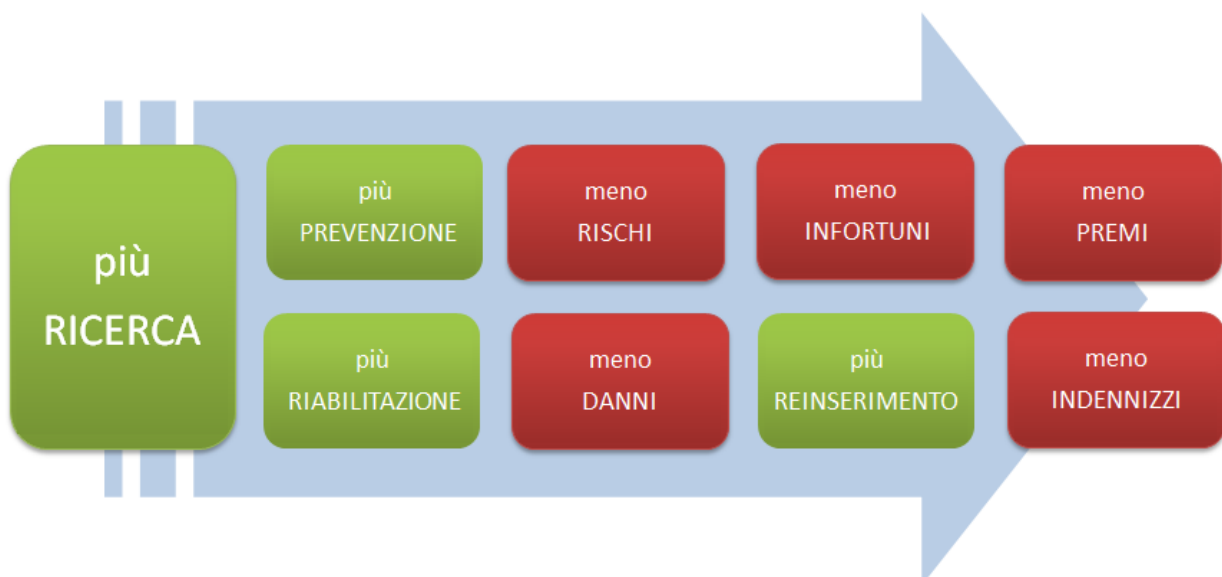 più
RICERCA
più
PREVENZIONE
meno
RISCHI
meno
INFORTUNI
meno
PREMI
più
RIABILITAZIONE
meno
DANNI
più
REINSERIMENTO
meno
INDENNIZZI